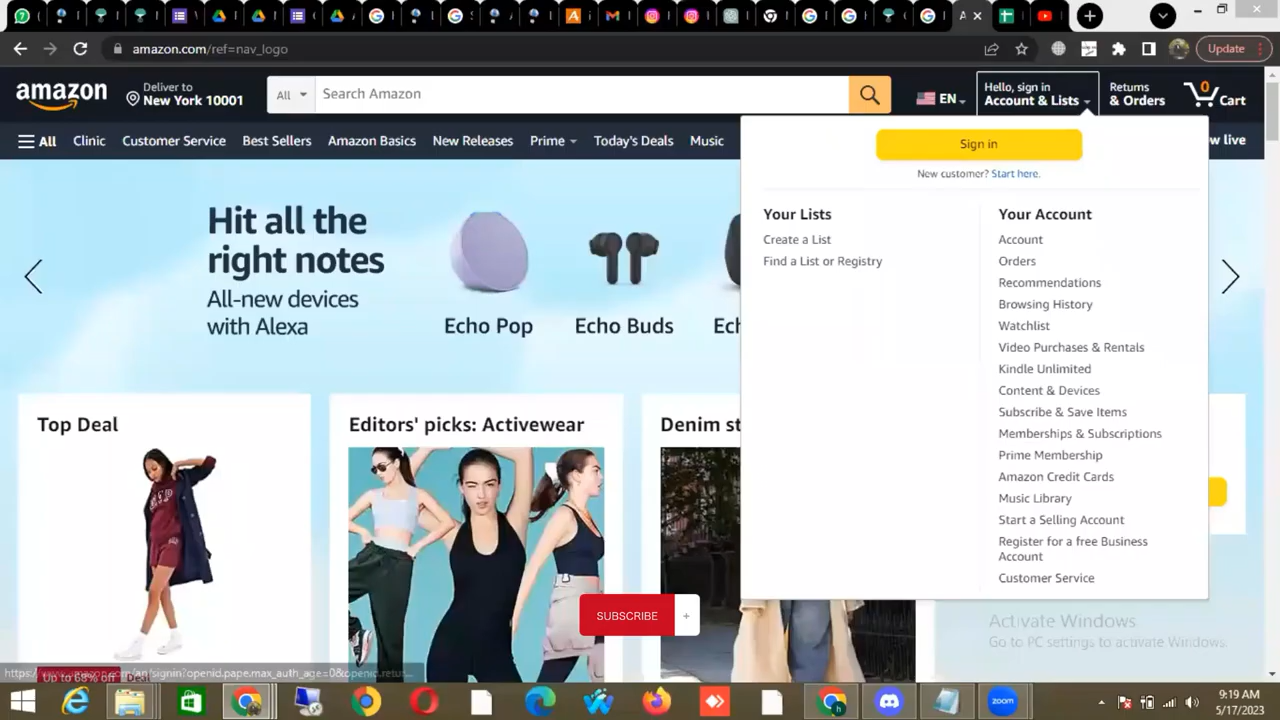 amazon.com/ref=nav_logo
Update
amazon
Deliver to
New York 10001
All
Search Amazon
EN
Hello, sign in
Account & Lists
Returns
& Orders
0
Cart
All
Clinic
Customer Service
Best Sellers
Amazon Basics
New Releases
Prime
Today's Deals
Music
w live
Sign in
New customer? Start here.
Your Lists
Create a List
Find a List or Registry
Your Account
Account
Orders
Recommendations
Browsing History
Watchlist
Video Purchases & Rentals
Kindle Unlimited
Content & Devices
Subscribe & Save Items
Memberships & Subscriptions
Prime Membership
Amazon Credit Cards
Music Library
Start a Selling Account
Register for a free Business
Account
Customer Service
Hit all the
right notes
All-new devices
with Alexa
Echo Pop
Echo Buds
Ech
Top Deal
Editors' picks: Activewear
Denim st
GAP
SUBSCRIBE
+
Activate Windows
Go to PC settings to activate Windows.
Up to 68% off
zoom
9:19 AM
5/17/2023